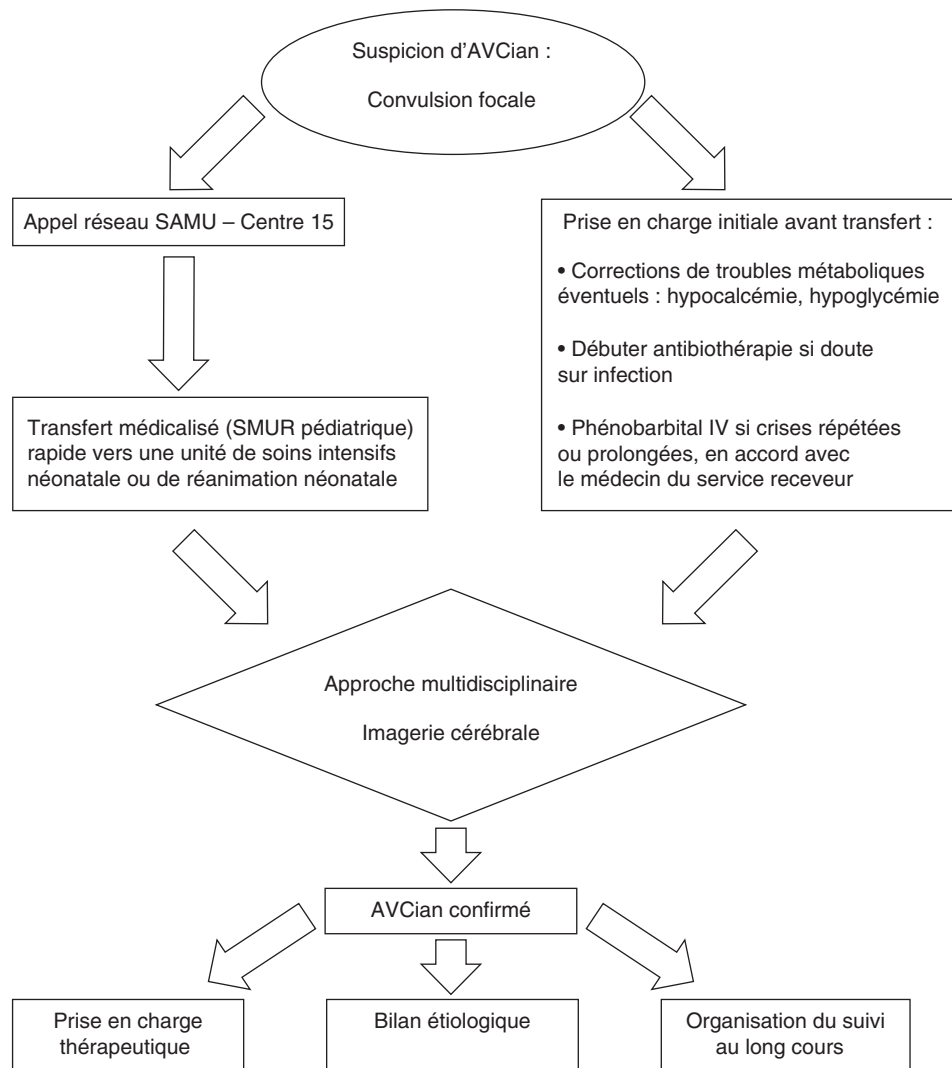 Suspicion d'AVCian :
Convulsion focale
Appel réseau SAMU – Centre 15
Prise en charge initiale avant transfert :
• Corrections de troubles métaboliques
éventuels : hypocalcémie, hypoglycémie
• Débuter antibiothérapie si doute
sur infection
• Phénobarbital IV si crises répétées
ou prolongées, en accord avec
le médecin du service receveur
Transfert médicalisé (SMUR pédiatrique)
rapide vers une unité de soins intensifs
néonatale ou de réanimation néonatale
Approche multidisciplinaire
Imagerie cérébrale
AVCian confirmé
Prise en charge
thérapeutique
Bilan étiologique
Organisation du suivi
au long cours